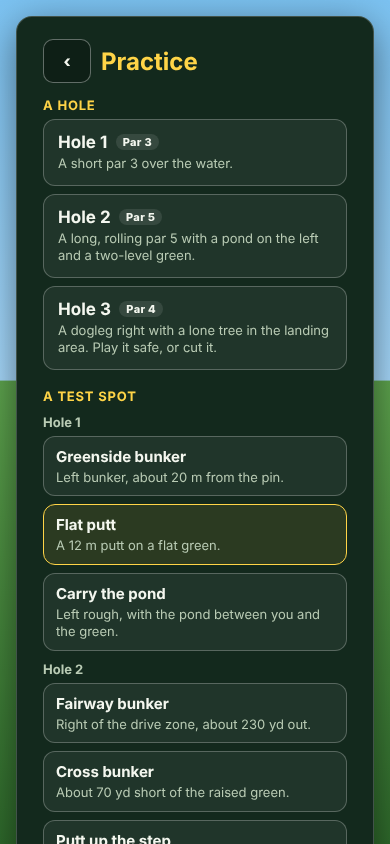 ‹ Practice
A HOLE
Hole 1 Par 3
A short par 3 over the water.
Hole 2 Par 5
A long, rolling par 5 with a pond on the left
and a two-level green.
Hole 3 Par 4
A dogleg right with a lone tree in the landing
area. Play it safe, or cut it.
A TEST SPOT
Hole 1
Greenside bunker
Left bunker, about 20 m from the pin.
Flat putt
A 12 m putt on a flat green.
Carry the pond
Left rough, with the pond between you and
the green.
Hole 2
Fairway bunker
Right of the drive zone, about 230 yd out.
Cross bunker
About 70 yd short of the raised green.
Putt up the step